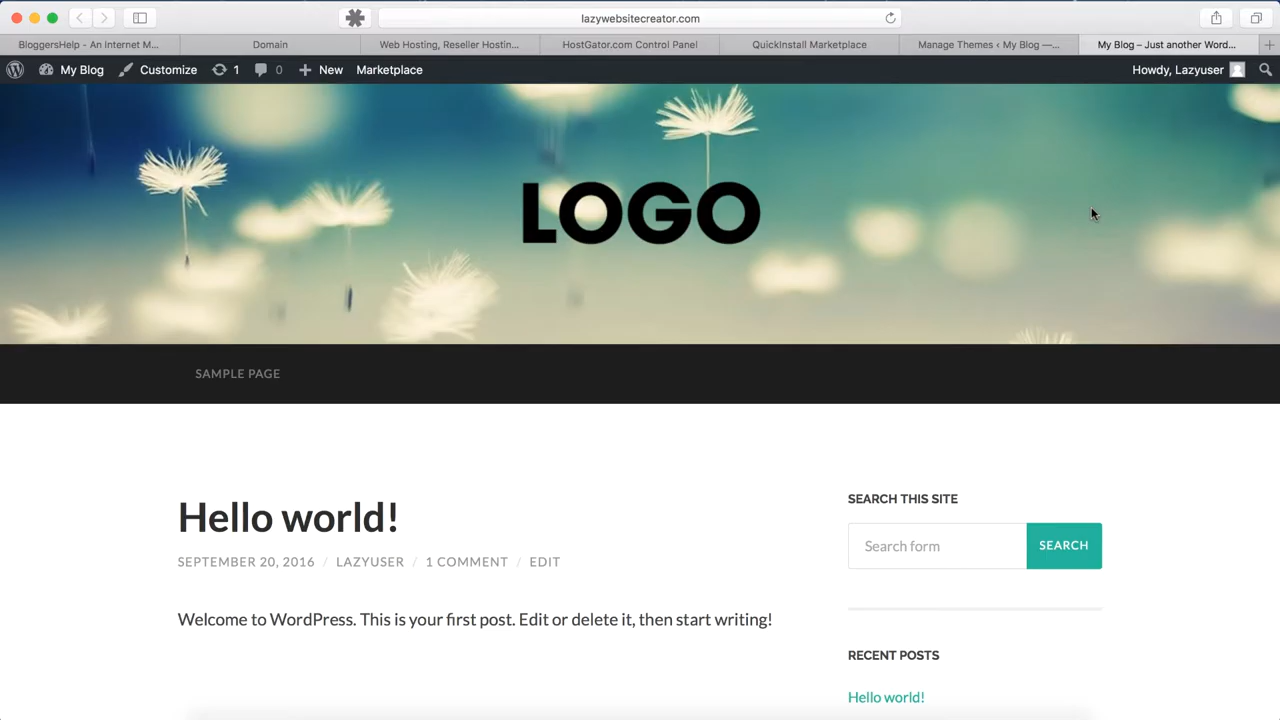 lazywebsitecreator.com
BloggersHelp - An Internet M...
Domain
Web Hosting, Reseller Hostin...
HostGator.com Control Panel
QuickInstall Marketplace
Manage Themes ‹ My Blog —...
My Blog – Just another Word...
My Blog
Customize
1
0
New
Marketplace
Howdy, Lazyuser
LOGO
SAMPLE PAGE
Hello world!
SEPTEMBER 20, 2016 / LAZYUSER / 1 COMMENT / EDIT
Welcome to WordPress. This is your first post. Edit or delete it, then start writing!
SEARCH THIS SITE
Search form
SEARCH
RECENT POSTS
Hello world!